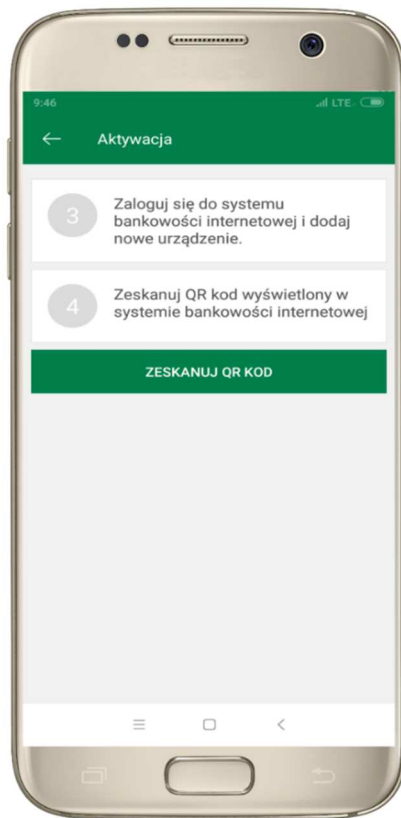 9:46
LTE
Aktywacja
3
Zaloguj się do systemu
bankowości internetowej i dodaj
nowe urządzenie.
4
Zeskanuj QR kod wyświetlony w
systemie bankowości internetowej
ZESKANUJ QR KOD